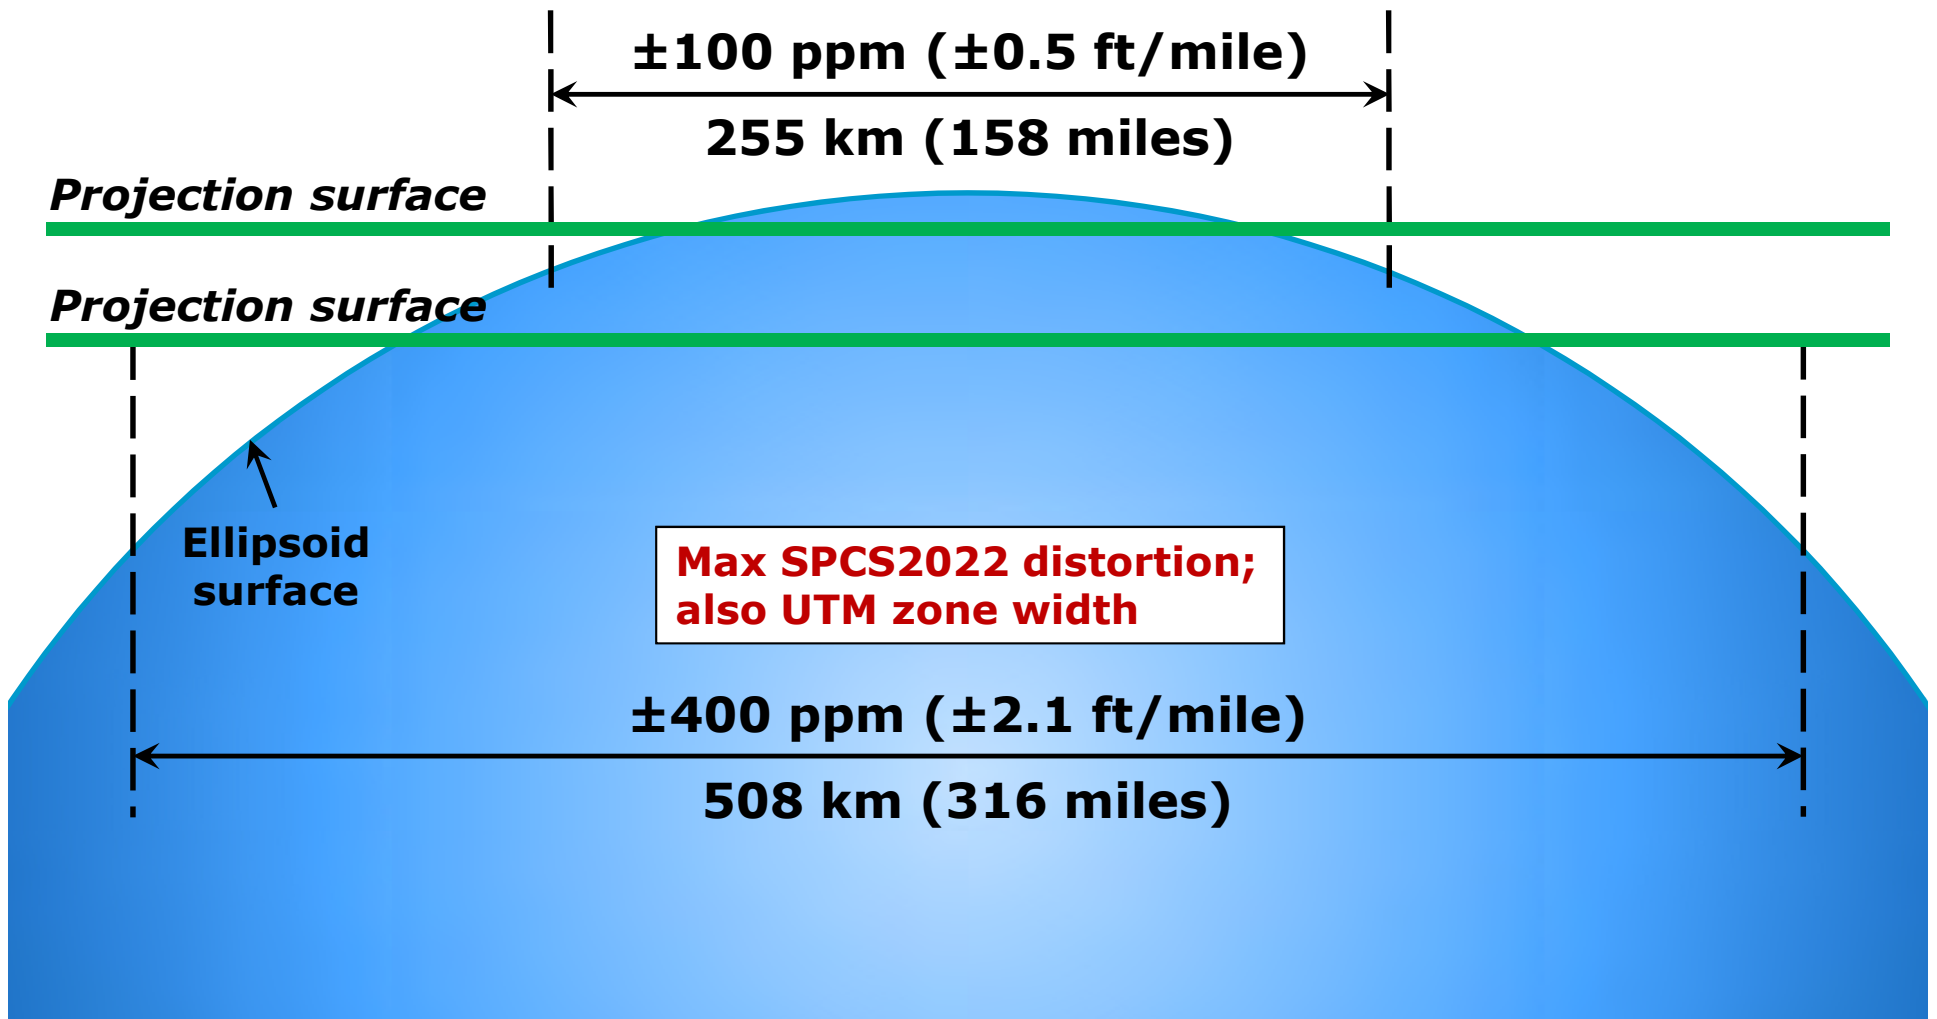 ±100 ppm (±0.5 ft/mile)
255 km (158 miles)
Projection surface
Projection surface
Ellipsoid
surface
Max SPCS2022 distortion;
also UTM zone width
±400 ppm (±2.1 ft/mile)
508 km (316 miles)